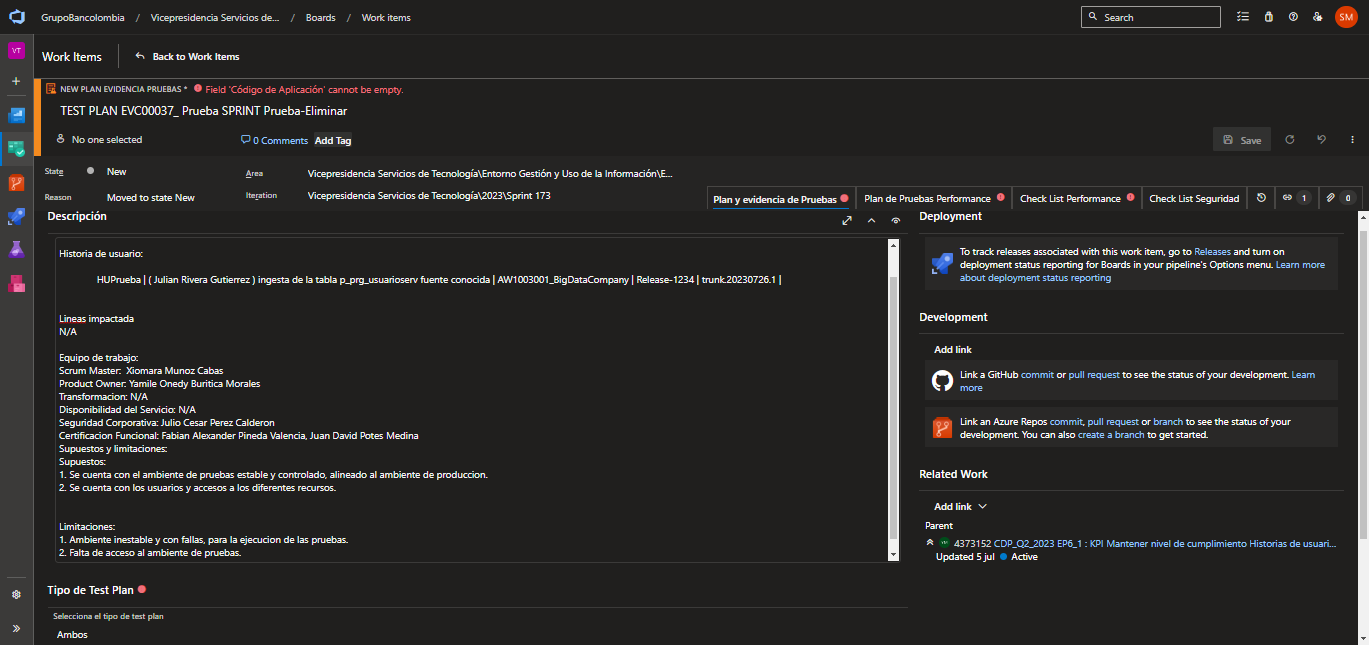 GrupoBancolombia / Vicepresidencia Servicios de... / Boards / Work items
Search
SM
VT
Work Items
Back to Work Items
NEW PLAN EVIDENCIA PRUEBAS * Field 'Código de Aplicación' cannot be empty.
TEST PLAN EVC00037_ Prueba SPRINT Prueba-Eliminar
No one selected
0 Comments
Add Tag
Save
State
New
Area
Vicepresidencia Servicios de Tecnología\Entorno Gestión y Uso de la Información\E...
Reason
Moved to state New
Iteration
Vicepresidencia Servicios de Tecnología\2023\Sprint 173
Plan y evidencia de Pruebas
Plan de Pruebas Performance
Check List Performance
Check List Seguridad
1
0
Descripción
Historia de usuario:
HUPrueba | ( Julian Rivera Gutierrez ) ingesta de la tabla p_prg_usuarioserv fuente conocida | AW1003001_BigDataCompany | Release-1234 | trunk.20230726.1 |
Lineas impactada
N/A
Equipo de trabajo:
Scrum Master:  Xiomara Munoz Cabas
Product Owner: Yamile Onedy Buritica Morales
Transformacion: N/A
Disponibilidad del Servicio: N/A
Seguridad Corporativa: Julio Cesar Perez Calderon
Certificacion Funcional: Fabian Alexander Pineda Valencia, Juan David Potes Medina
Supuestos y limitaciones:
Supuestos:
1. Se cuenta con el ambiente de pruebas estable y controlado, alineado al ambiente de produccion.
2. Se cuenta con los usuarios y accesos a los diferentes recursos.
Limitaciones:
1. Ambiente inestable y con fallas, para la ejecucion de las pruebas.
2. Falta de acceso al ambiente de pruebas.
Tipo de Test Plan
Selecciona el tipo de test plan
Ambos
Deployment
To track releases associated with this work item, go to Releases and turn on
deployment status reporting for Boards in your pipeline's Options menu. Learn more
about deployment status reporting
Development
Add link
Link a GitHub commit or pull request to see the status of your development. Learn
more
Link an Azure Repos commit, pull request or branch to see the status of your
development. You can also create a branch to get started.
Related Work
Add link
Parent
4373152 CDP_Q2_2023 EP6_1 : KPI Mantener nivel de cumplimiento Historias de usuari...
Updated 5 jul
Active